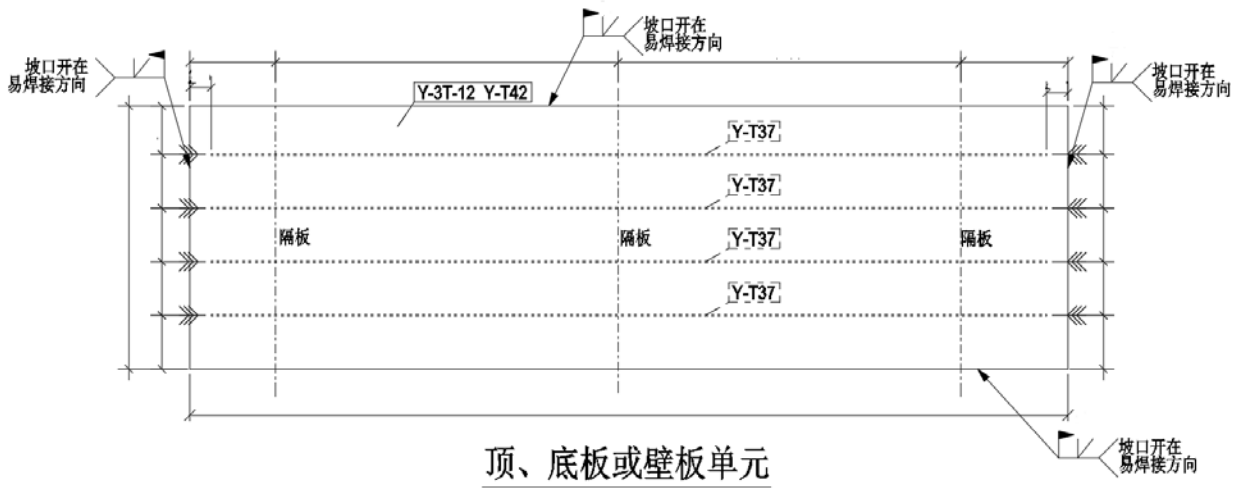 坡口开在
易焊接方向
坡口开在
易焊接方向
坡口开在
易焊接方向
Y-3T-12 Y-T42
Y-T37
Y-T37
隔板
隔板
Y-T37
隔板
Y-T37
坡口开在
易焊接方向
顶、底板或壁板单元